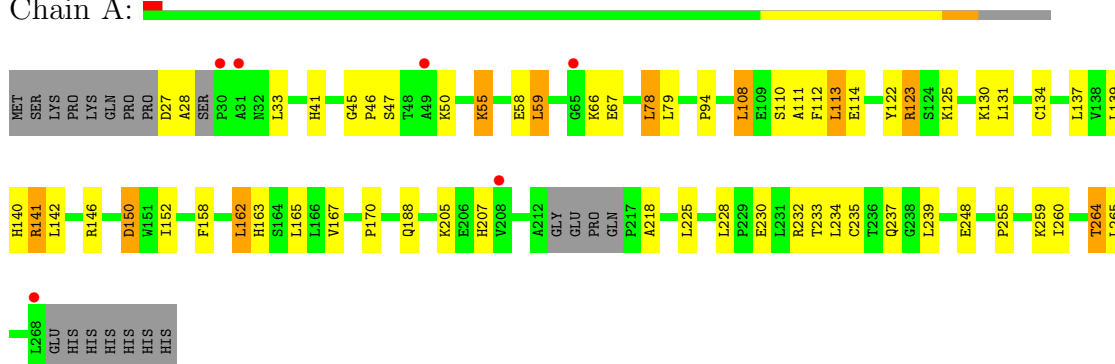 Chain A:
MET SER LYS PRO PRO LYS GLN PRO PRO D27 A28 SER P30 A31 N32 L33 H41 G45 P46 S47 T48 A49 K50 K55 E58 L59 G65 K66 E67 L78 L79 P94 L108 E109 S110 A111 F112 L113 E114 Y122 R123 S124 K125 K130 L131 C134 L137 V138 L139
H140 R141 L142 R146 D150 W151 I152 F158 L162 H163 S164 L165 L166 V167 P170 Q188 K205 E206 H207 V208 A212 GLY GLU PRO GLN P217 A218 L225 L228 P229 E230 L231 R232 T233 L234 C235 T236 Q237 G238 L239 E248 P255 K259 I260 T264 L265
L268 GLU HIS HIS HIS HIS HIS HIS